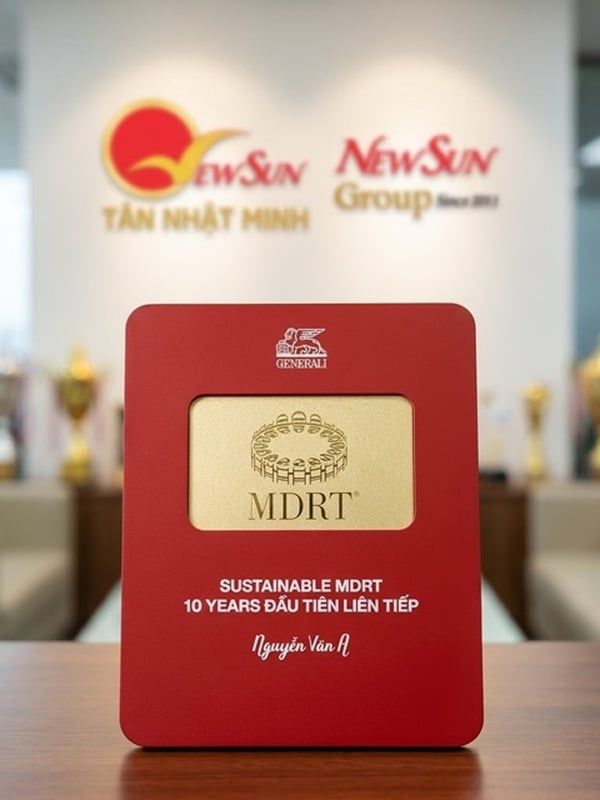 NEWSUN
TÂN NHẬT MINH
NEWSUN
Group Since 2011
GENERALI
MDRT®
SUSTAINABLE MDRT
10 YEARS ĐẦU TIÊN LIÊN TIẾP
Nguyễn Văn A